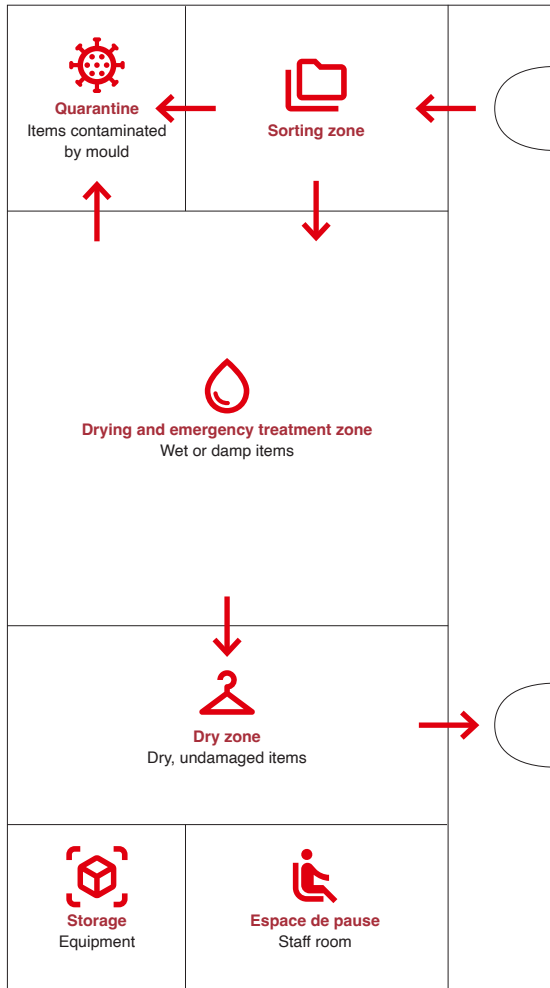 Quarantine
Items contaminated
by mould
Sorting zone
Drying and emergency treatment zone
Wet or damp items
Dry zone
Dry, undamaged items
Storage
Equipment
Espace de pause
Staff room